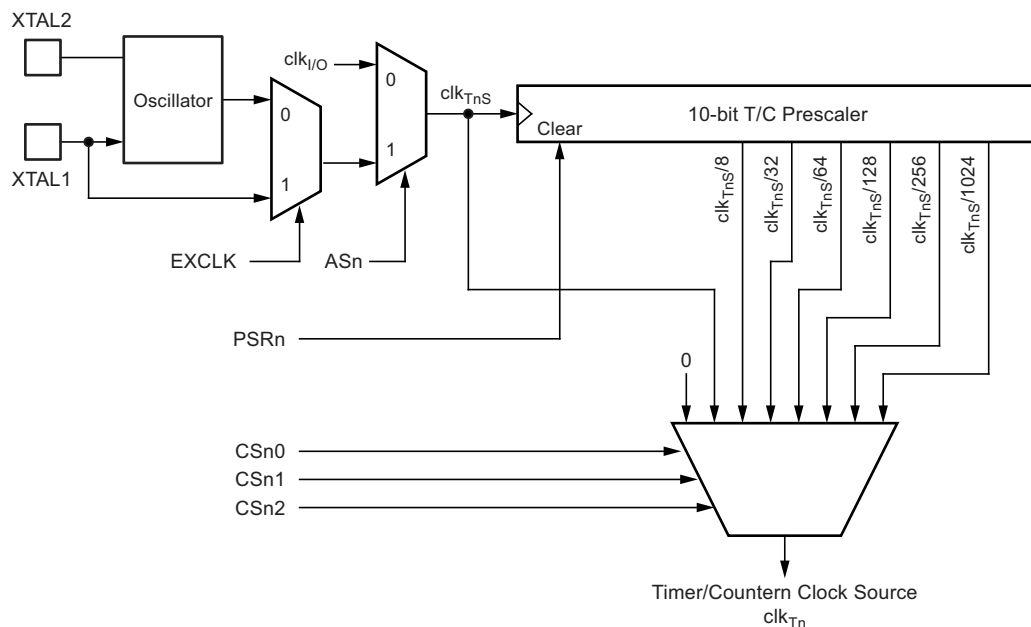 XTAL2
XTAL1
Oscillator
0
1
EXCLK
clkI/O
0
1
ASn
clkTnS
10-bit T/C Prescaler
Clear
clkTnS/8
clkTnS/32
clkTnS/64
clkTnS/128
clkTnS/256
clkTnS/1024
PSRn
0
CSn0
CSn1
CSn2
Timer/Countern Clock Source
clkTn